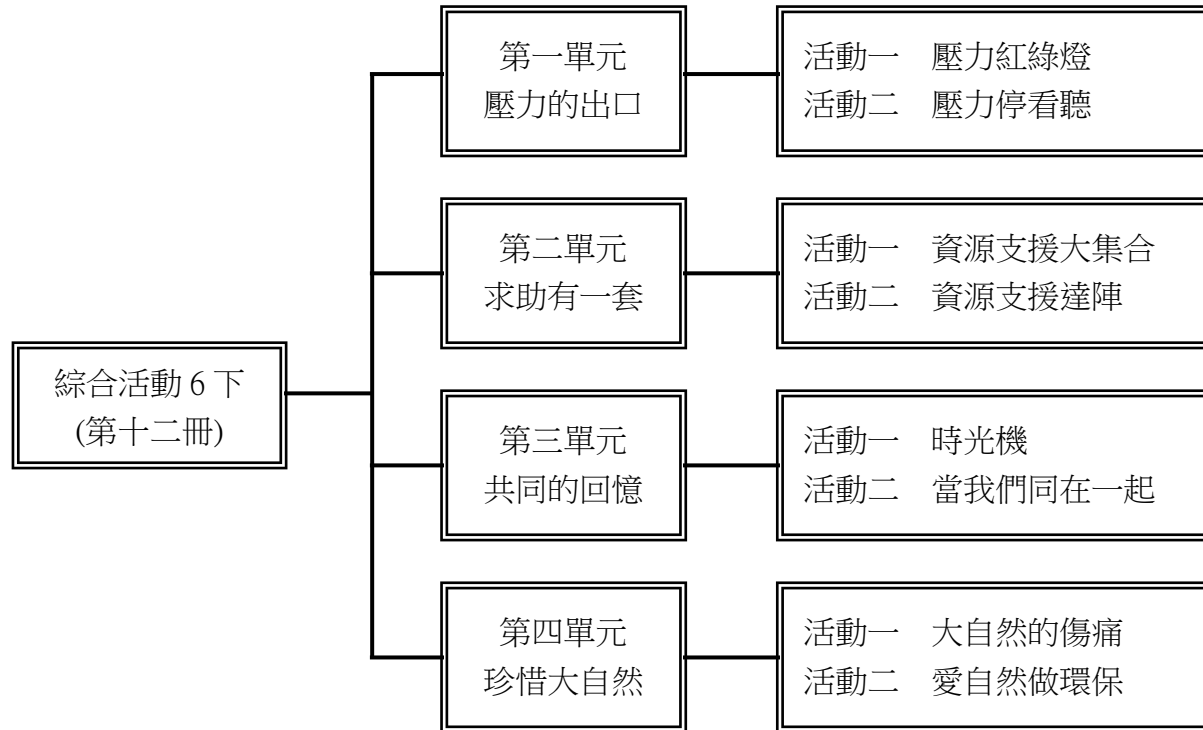 第一單元
壓力的出口
活動一　壓力紅綠燈
活動二　壓力停看聽
第二單元
求助有一套
活動一　資源支援大集合
活動二　資源支援達陣
綜合活動 6 下
(第十二冊)
第三單元
共同的回憶
活動一　時光機
活動二　當我們同在一起
第四單元
珍惜大自然
活動一　大自然的傷痛
活動二　愛自然做環保